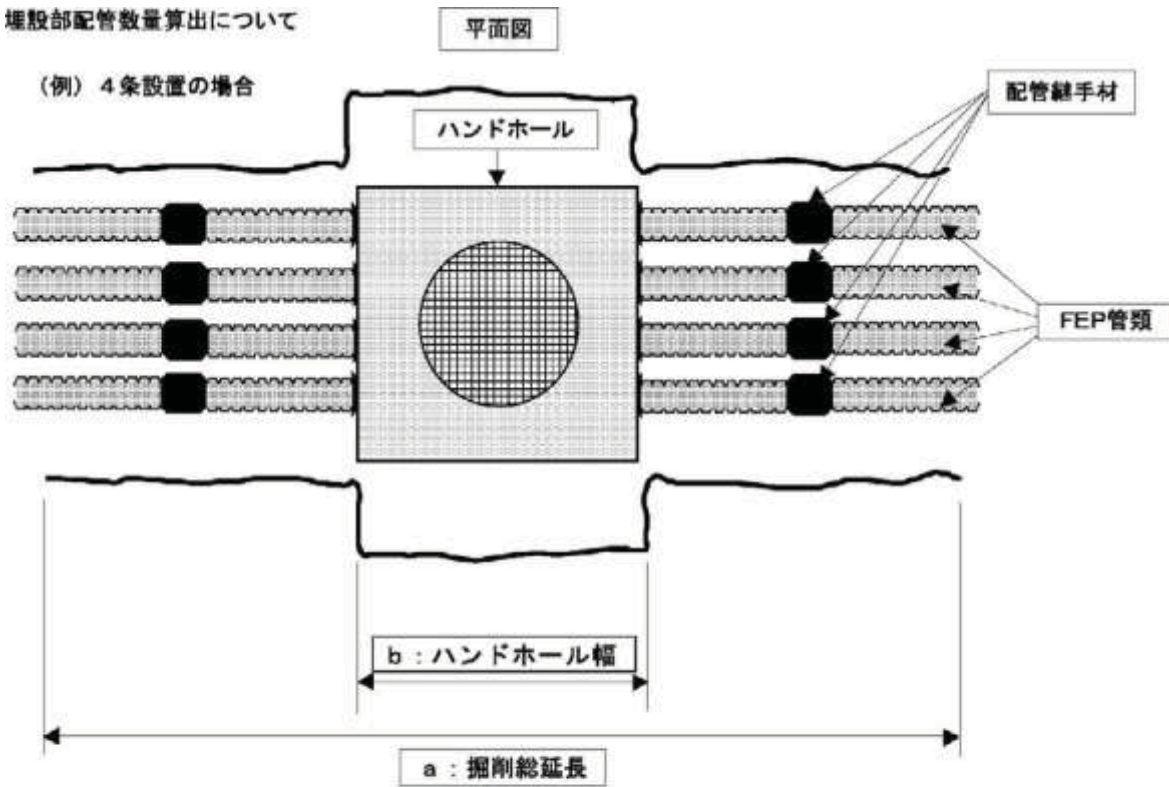 埋設部配管数量算出について
平面図
(例) 4条設置の場合
配管継手材
ハンドホール
FEP管類
b:ハンドホール幅
a:掘削総延長